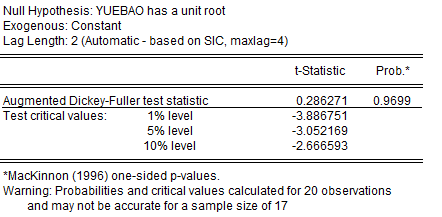 Null Hypothesis: YUEBAO has a unit root
Exogenous: Constant
Lag Length: 2 (Automatic - based on SIC, maxlag=4)
t-Statistic Prob.*
Augmented Dickey-Fuller test statistic 0.286271 0.9699
Test critical values: 1% level -3.886751
5% level -3.052169
10% level -2.666593
*MacKinnon (1996) one-sided p-values.
Warning: Probabilities and critical values calculated for 20 observations
and may not be accurate for a sample size of 17